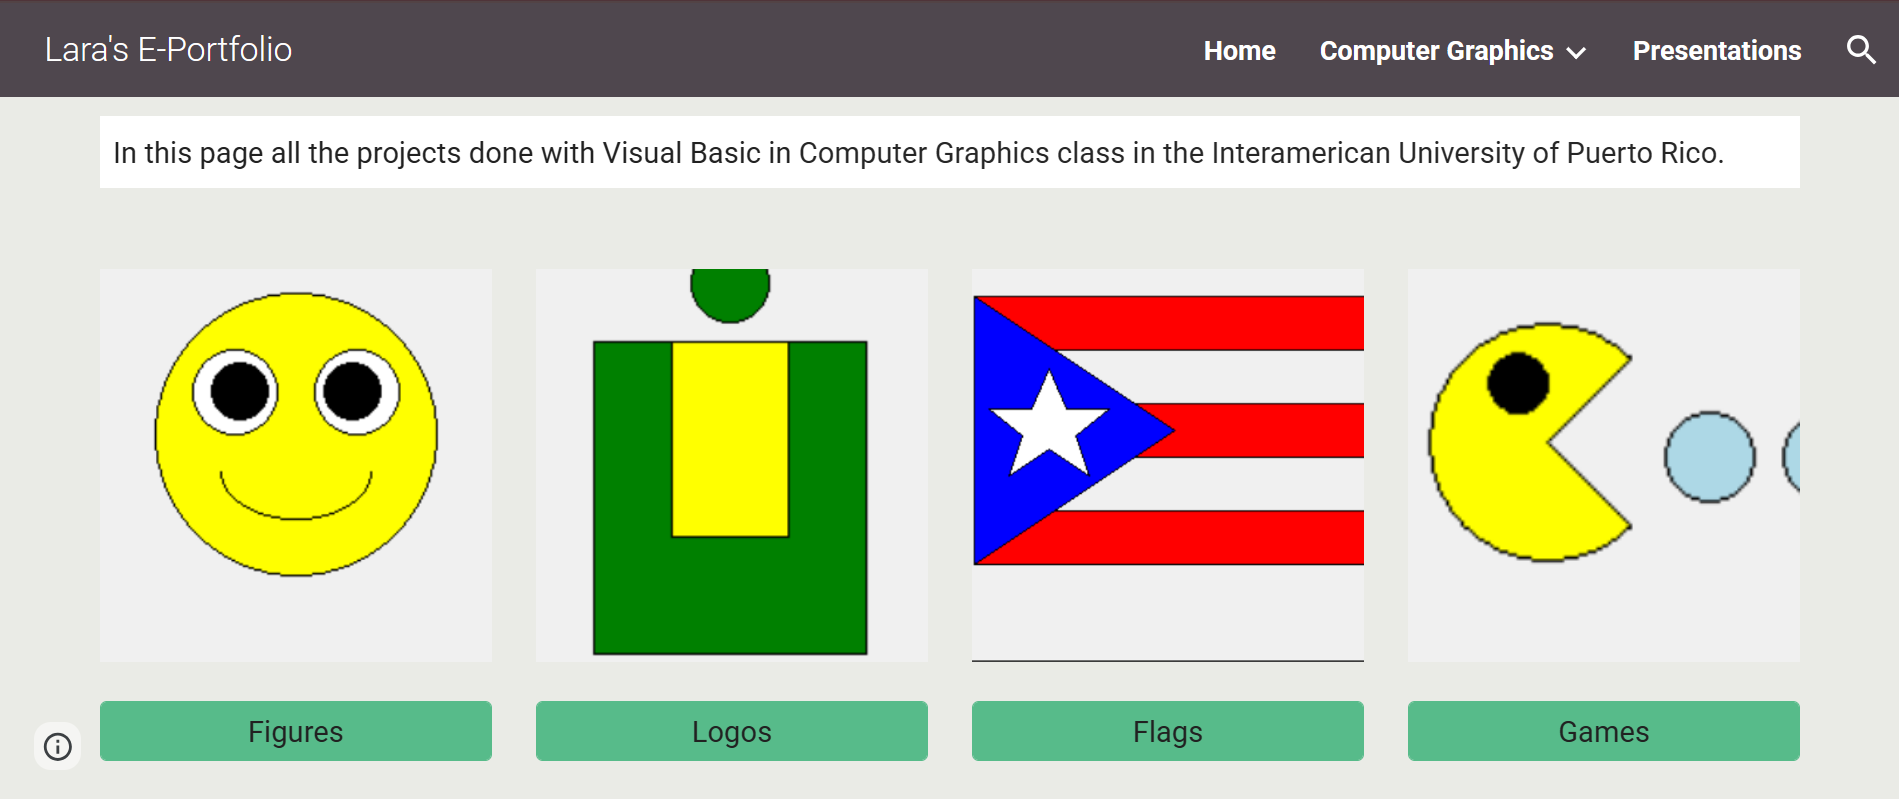 Lara's E-Portfolio
Home
Computer Graphics
Presentations
In this page all the projects done with Visual Basic in Computer Graphics class in the Interamerican University of Puerto Rico.
Figures
Logos
Flags
Games